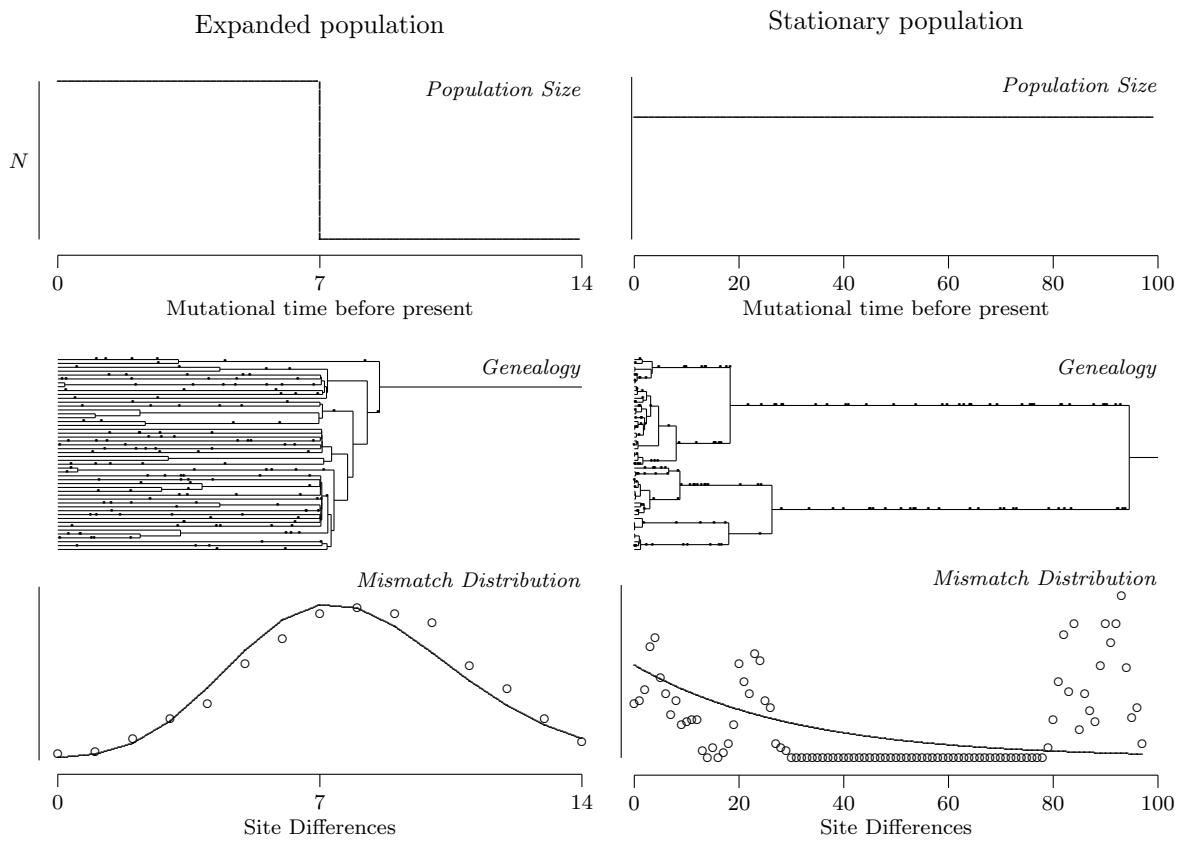 Expanded population
Population Size
N
0 7 14
Mutational time before present
Genealogy
Mismatch Distribution
0 7 14
Site Differences
Stationary population
Population Size
0 20 40 60 80 100
Mutational time before present
Genealogy
Mismatch Distribution
0 20 40 60 80 100
Site Differences